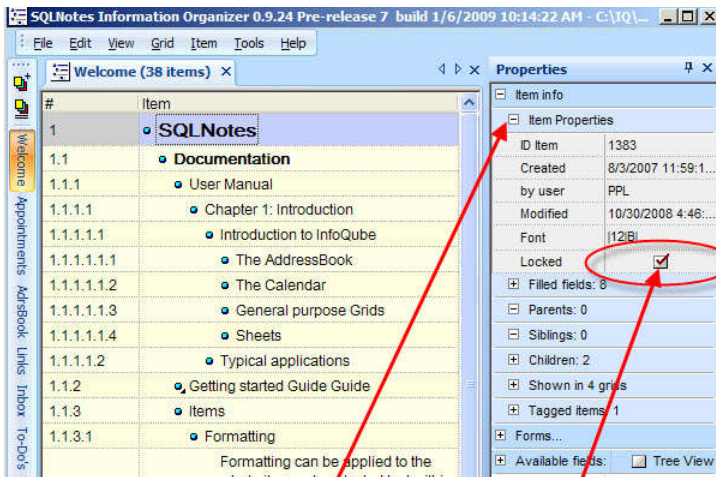 SQLNotes Information Organizer 0.9.24 Pre-release 7 build 1/6/2009 10:14:22 AM - C:\IQ\...
File Edit View Grid Item Tools Help
Welcome (38 items)
# Item
1 SQLNotes
1.1 Documentation
1.1.1 User Manual
1.1.1.1 Chapter 1: Introduction
1.1.1.1.1 Introduction to InfoQube
1.1.1.1.1.1 The AddressBook
1.1.1.1.1.2 The Calendar
1.1.1.1.1.3 General purpose Grids
1.1.1.1.1.4 Sheets
1.1.1.1.2 Typical applications
1.1.2 Getting started Guide Guide
1.1.3 Items
1.1.3.1 Formatting
Formatting can be applied to the
Welcome
Appointments
AdrsBook
Links
Inbox
To-Do's
Properties
Item info
Item Properties
ID Item 1383
Created 8/3/2007 11:59:1...
by user PPL
Modified 10/30/2008 4:46:...
Font |12|B|
Locked
Filled fields: 8
Parents: 0
Siblings: 0
Children: 2
Shown in 4 grids
Tagged items: 1
Forms...
Available fields: Tree View